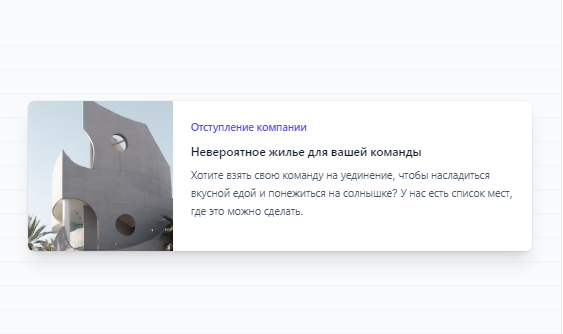 Отступление компании
Невероятное жилье для вашей команды
Хотите взять свою команду на уединение, чтобы насладиться
вкусной едой и понежиться на солнышке? У нас есть список мест,
где это можно сделать.